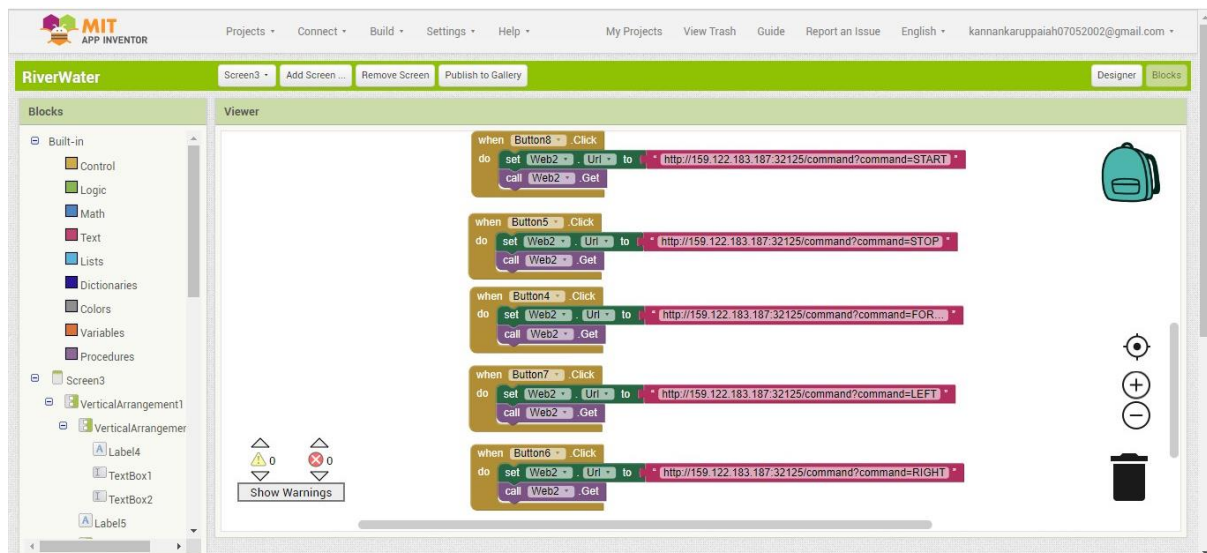 MIT
APP INVENTOR
Projects Connect Build Settings Help My Projects View Trash Guide Report an Issue English kannankaruppaiah07052002@gmail.com
RiverWater Screen3 Add Screen ... Remove Screen Publish to Gallery Designer Blocks
Blocks Viewer
Built-in
Control
Logic
Math
Text
Lists
Dictionaries
Colors
Variables
Procedures
Screen3
VerticalArrangement1
VerticalArrangemer
Label4
TextBox1
TextBox2
Label5
when Button8 .Click
do set Web2 . Url to " http://159.122.183.187:32125/command?command=START "
call Web2 .Get
when Button5 .Click
do set Web2 . Url to " http://159.122.183.187:32125/command?command=STOP "
call Web2 .Get
when Button4 .Click
do set Web2 . Url to " http://159.122.183.187:32125/command?command=FOR... "
call Web2 .Get
when Button7 .Click
do set Web2 . Url to " http://159.122.183.187:32125/command?command=LEFT "
call Web2 .Get
when Button6 .Click
do set Web2 . Url to " http://159.122.183.187:32125/command?command=RIGHT "
call Web2 .Get
0 0
Show Warnings